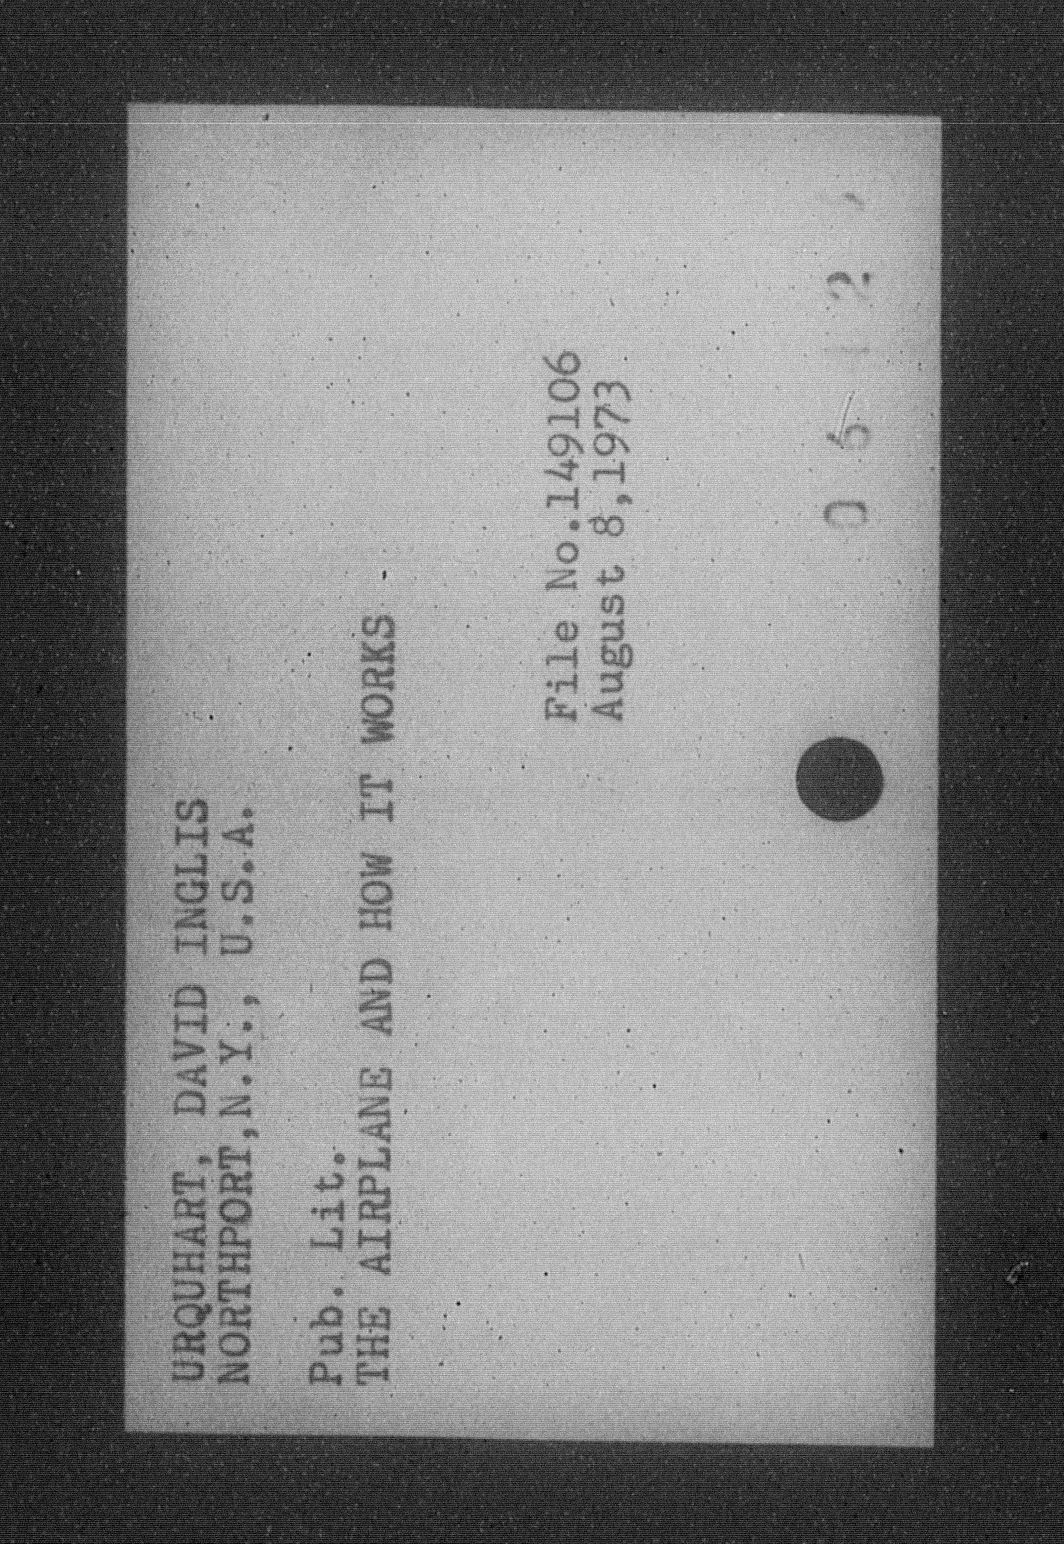 URQUHART, DAVID INGLIS
NORTHPORT,N.Y., U.S.A.
Pub. Lit.
THE AIRPLANE AND HOW IT WORKS
File No.149106
August 8,1973